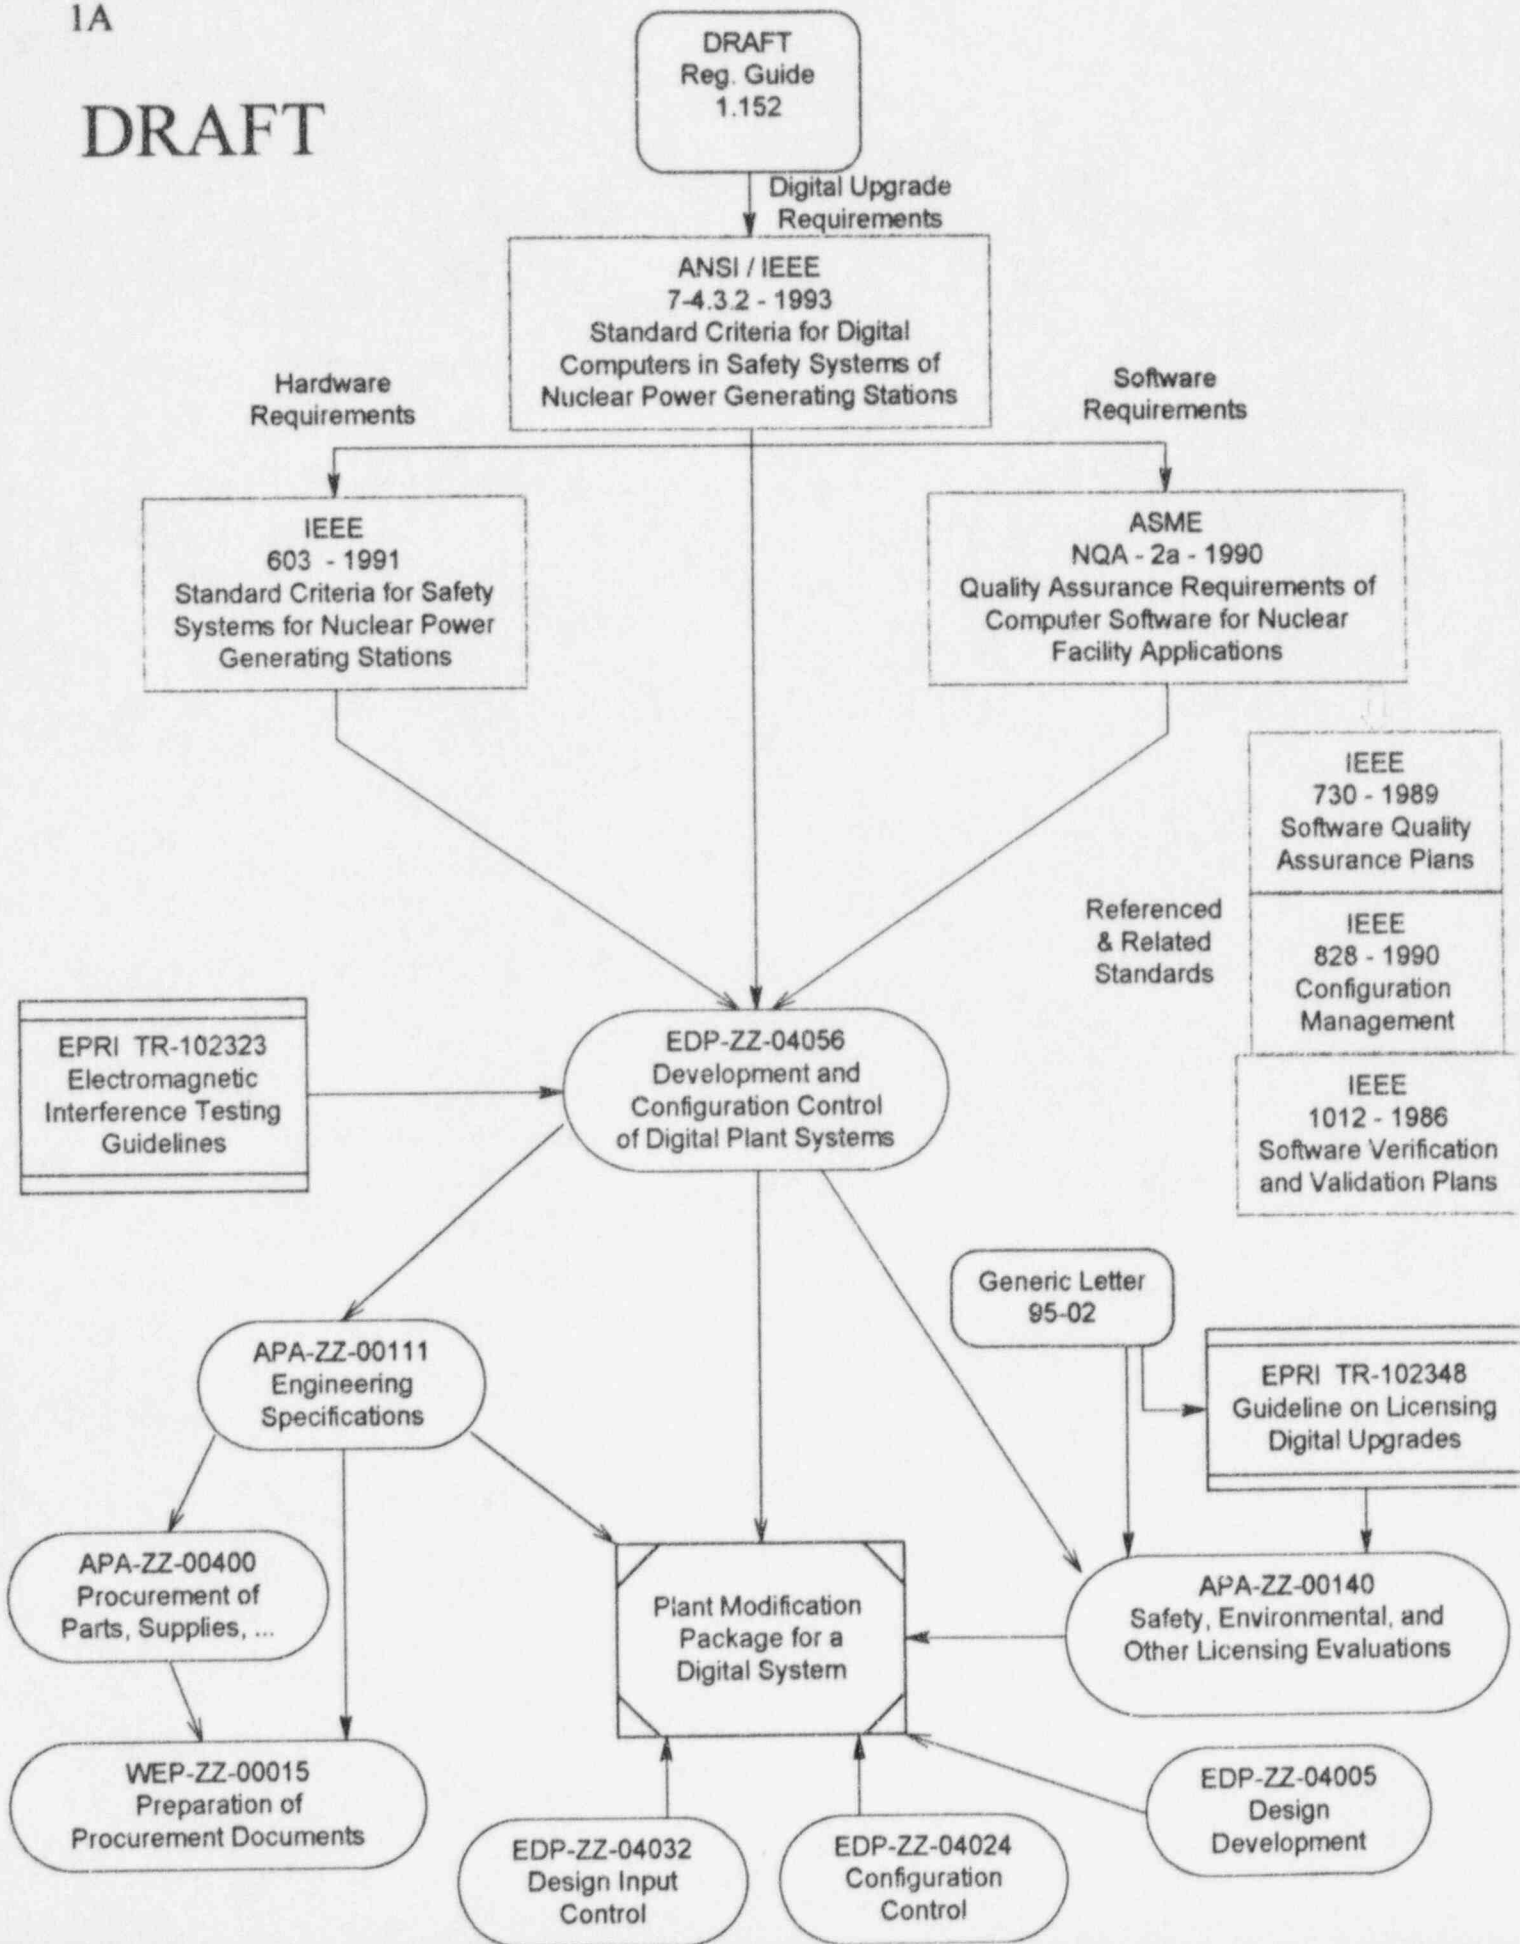 1A
DRAFT
DRAFT
Reg. Guide
1.152
Digital Upgrade
Requirements
ANSI / IEEE
7-4.3.2 - 1993
Standard Criteria for Digital
Computers in Safety Systems of
Nuclear Power Generating Stations
Hardware
Requirements
Software
Requirements
IEEE
603 - 1991
Standard Criteria for Safety
Systems for Nuclear Power
Generating Stations
ASME
NQA - 2a - 1990
Quality Assurance Requirements of
Computer Software for Nuclear
Facility Applications
IEEE
730 - 1989
Software Quality
Assurance Plans
Referenced
& Related
Standards
IEEE
828 - 1990
Configuration
Management
IEEE
1012 - 1986
Software Verification
and Validation Plans
EPRI TR-102323
Electromagnetic
Interference Testing
Guidelines
EDP-ZZ-04056
Development and
Configuration Control
of Digital Plant Systems
Generic Letter
95-02
EPRI TR-102348
Guideline on Licensing
Digital Upgrades
APA-ZZ-00111
Engineering
Specifications
APA-ZZ-00400
Procurement of
Parts, Supplies, ...
Plant Modification
Package for a
Digital System
APA-ZZ-00140
Safety, Environmental, and
Other Licensing Evaluations
WEP-ZZ-00015
Preparation of
Procurement Documents
EDP-ZZ-04032
Design Input
Control
EDP-ZZ-04024
Configuration
Control
EDP-ZZ-04005
Design
Development